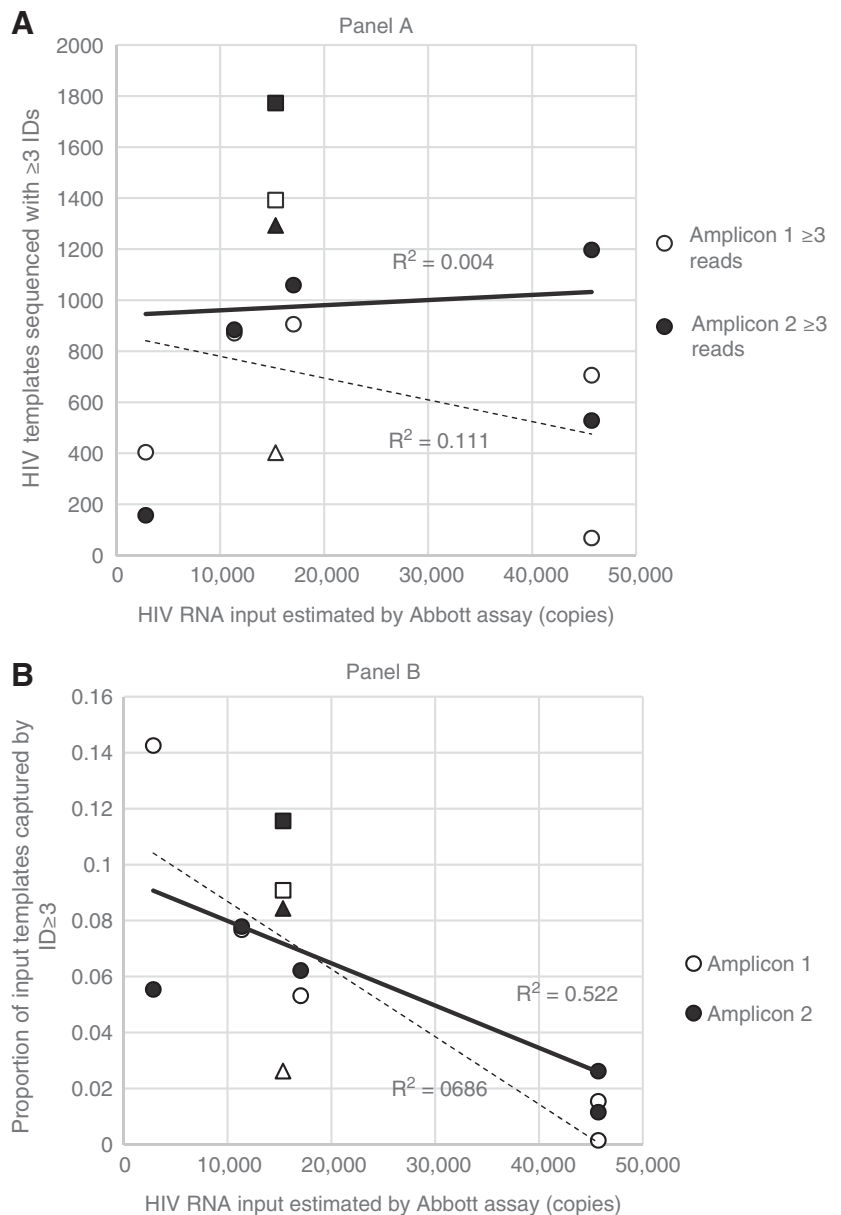 A
Panel A
HIV templates sequenced with ≥3 IDs
2000
1800
1600
1400
1200
1000
800
600
400
200
0
R² = 0.004
R² = 0.111
0 10,000 20,000 30,000 40,000 50,000
HIV RNA input estimated by Abbott assay (copies)
Amplicon 1 ≥3
reads
Amplicon 2 ≥3
reads
B
Panel B
Proportion of input templates captured by
ID≥3
0.16
0.14
0.12
0.1
0.08
0.06
0.04
0.02
0
R² = 0.522
R² = 0686
0 10,000 20,000 30,000 40,000 50,000
HIV RNA input estimated by Abbott assay (copies)
Amplicon 1
Amplicon 2